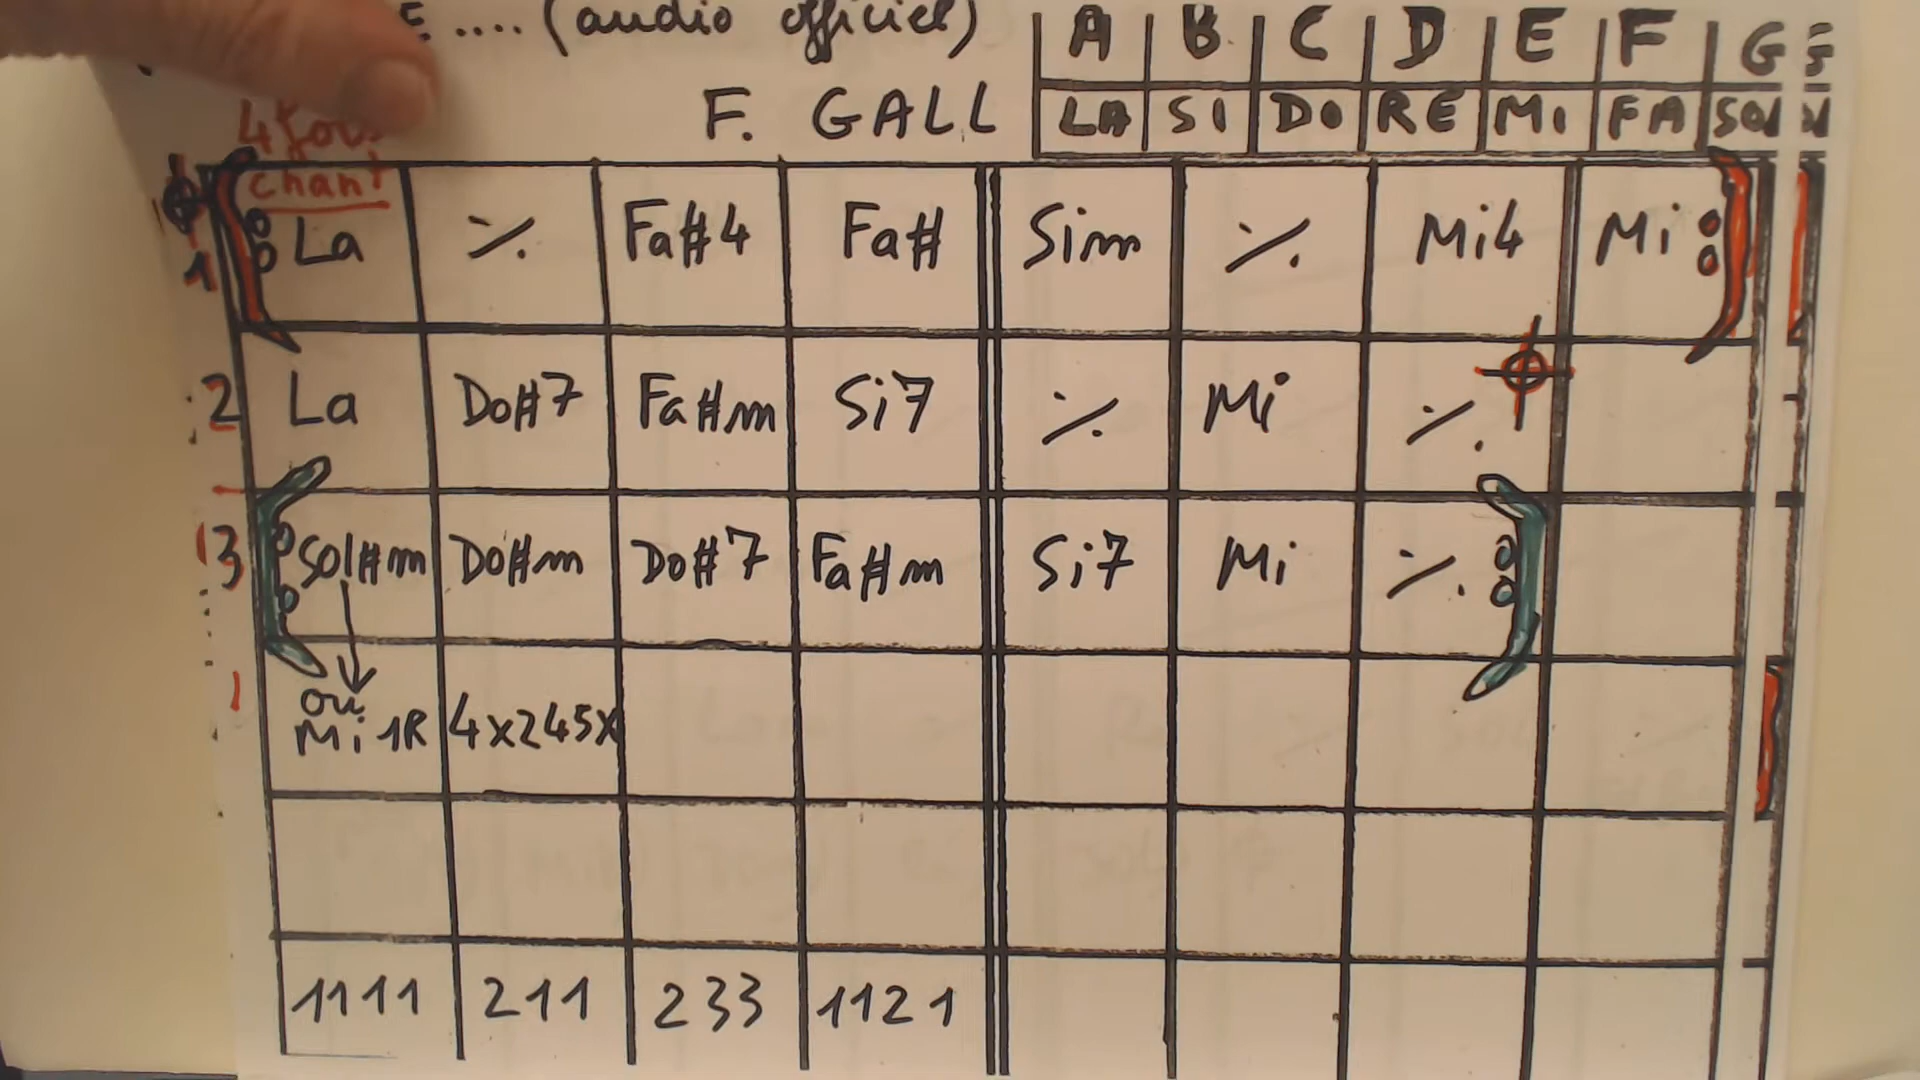 E .... (audio officiel)
F. GALL
A B C D E F G
LA SI DO RE MI FA SOL
4 fois
chant
1 La ٪ Fa#4 Fa# Sim ٪ Mi4 Mi
2 La Do#7 Fa#m Si7 ٪ Mi ٪
3 Sol#m Do#m Do#7 Fa#m Si7 Mi ٪
ou
Mi 1R 4x245x
1111 211 233 1121